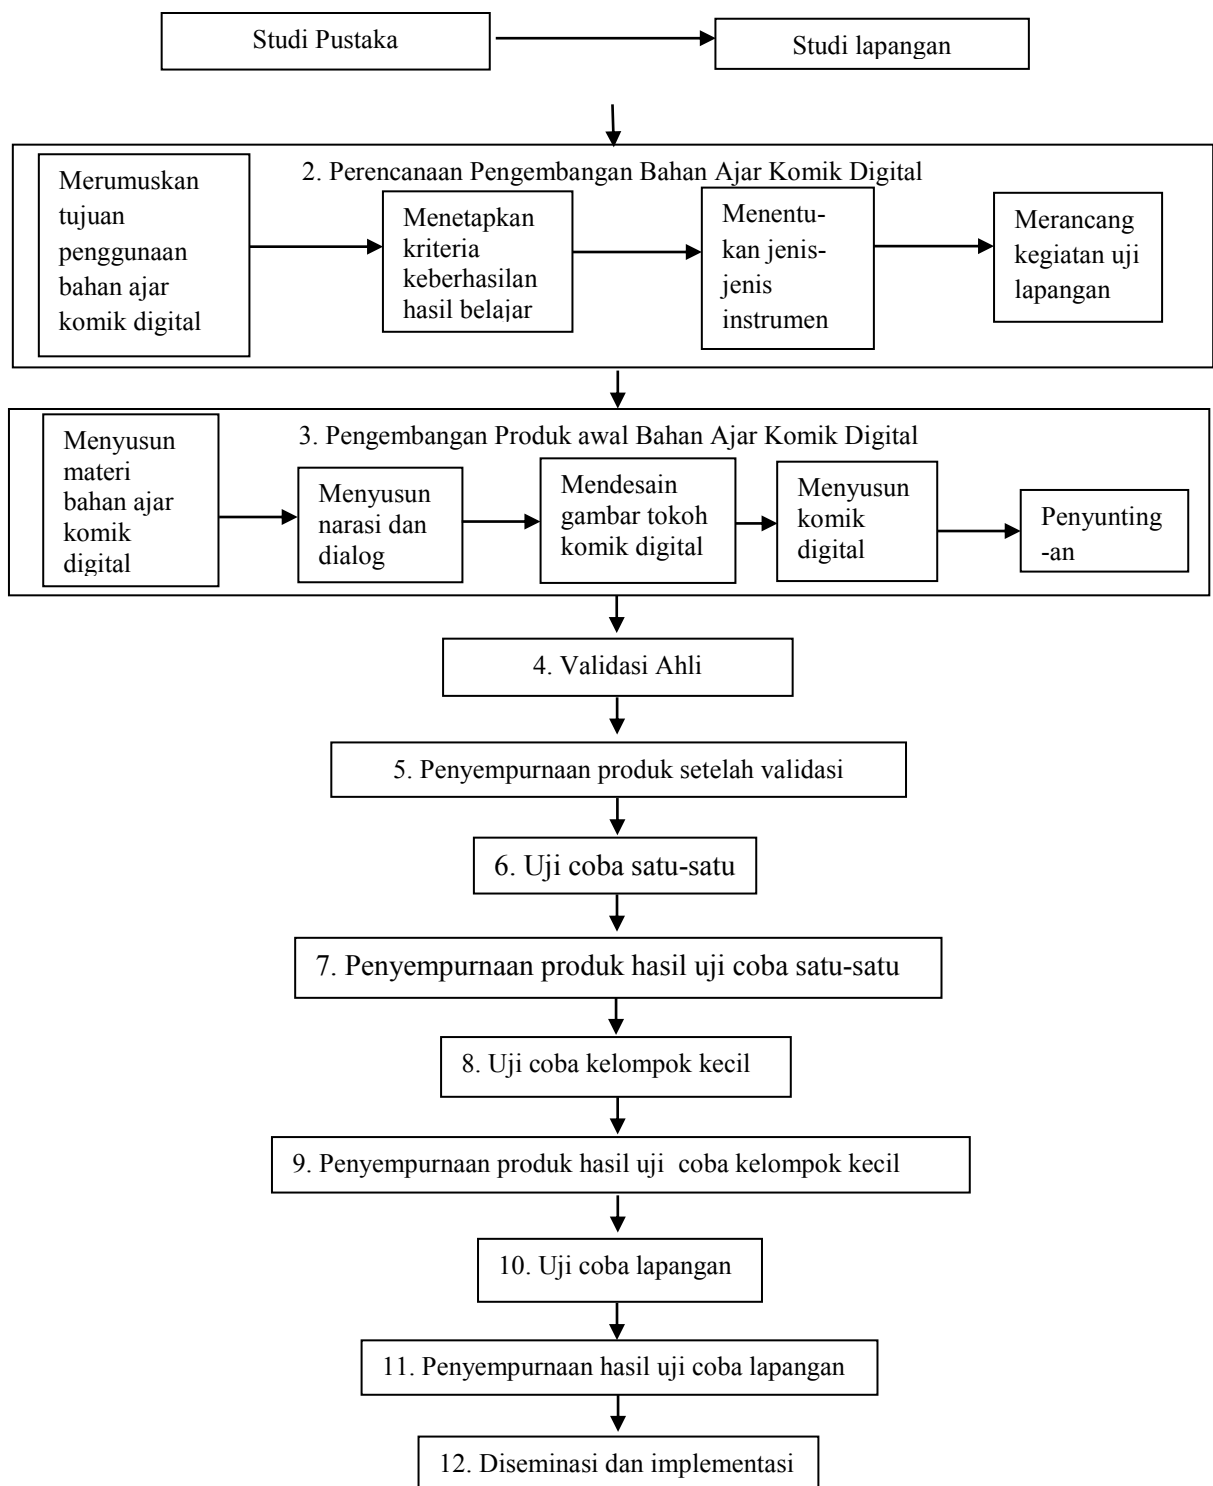 Studi Pustaka
Studi lapangan
2. Perencanaan Pengembangan Bahan Ajar Komik Digital
Merumuskan
tujuan
penggunaan
bahan ajar
komik digital
Menetapkan
kriteria
keberhasilan
hasil belajar
Menentu-
kan jenis-
jenis
instrumen
Merancang
kegiatan uji
lapangan
3. Pengembangan Produk awal Bahan Ajar Komik Digital
Menyusun
materi
bahan ajar
komik
digital
Menyusun
narasi dan
dialog
Mendesain
gambar tokoh
komik digital
Menyusun
komik
digital
Penyunting
-an
4. Validasi Ahli
5. Penyempurnaan produk setelah validasi
6. Uji coba satu-satu
7. Penyempurnaan produk hasil uji coba satu-satu
8. Uji coba kelompok kecil
9. Penyempurnaan produk hasil uji coba kelompok kecil
10. Uji coba lapangan
11. Penyempurnaan hasil uji coba lapangan
12. Diseminasi dan implementasi